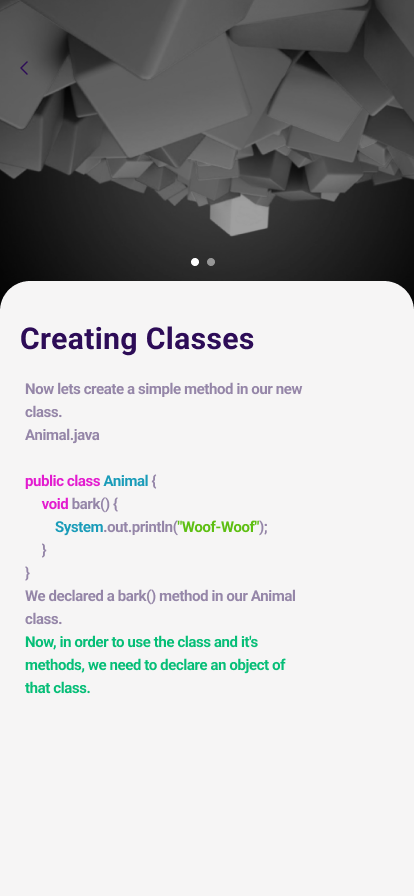 Creating Classes
Now lets create a simple method in our new
class.
Animal.java
public class Animal {
void bark() {
System.out.println("Woof-Woof");
}
}
We declared a bark() method in our Animal
class.
Now, in order to use the class and it's
methods, we need to declare an object of
that class.